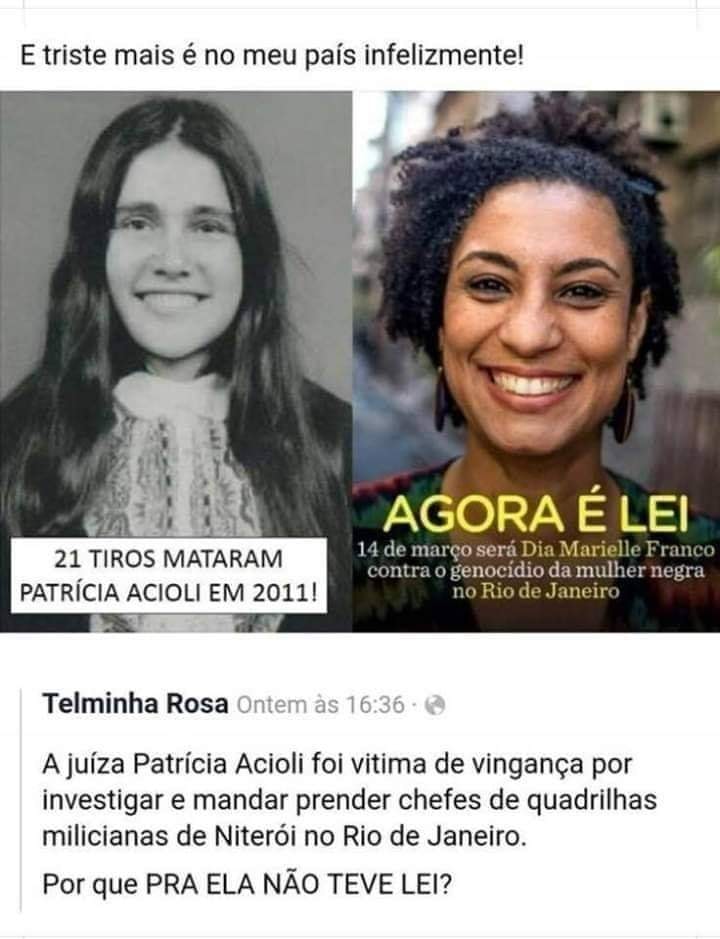 E triste mais é no meu país infelizmente!
21 TIROS MATARAM
PATRÍCIA ACIOLI EM 2011!
AGORA É LEI
14 de março será Dia Marielle Franco
contra o genocídio da mulher negra
no Rio de Janeiro
Telminha Rosa Ontem às 16:36 ·
A juíza Patrícia Acioli foi vitima de vingança por
investigar e mandar prender chefes de quadrilhas
milicianas de Niterói no Rio de Janeiro.
Por que PRA ELA NÃO TEVE LEI?